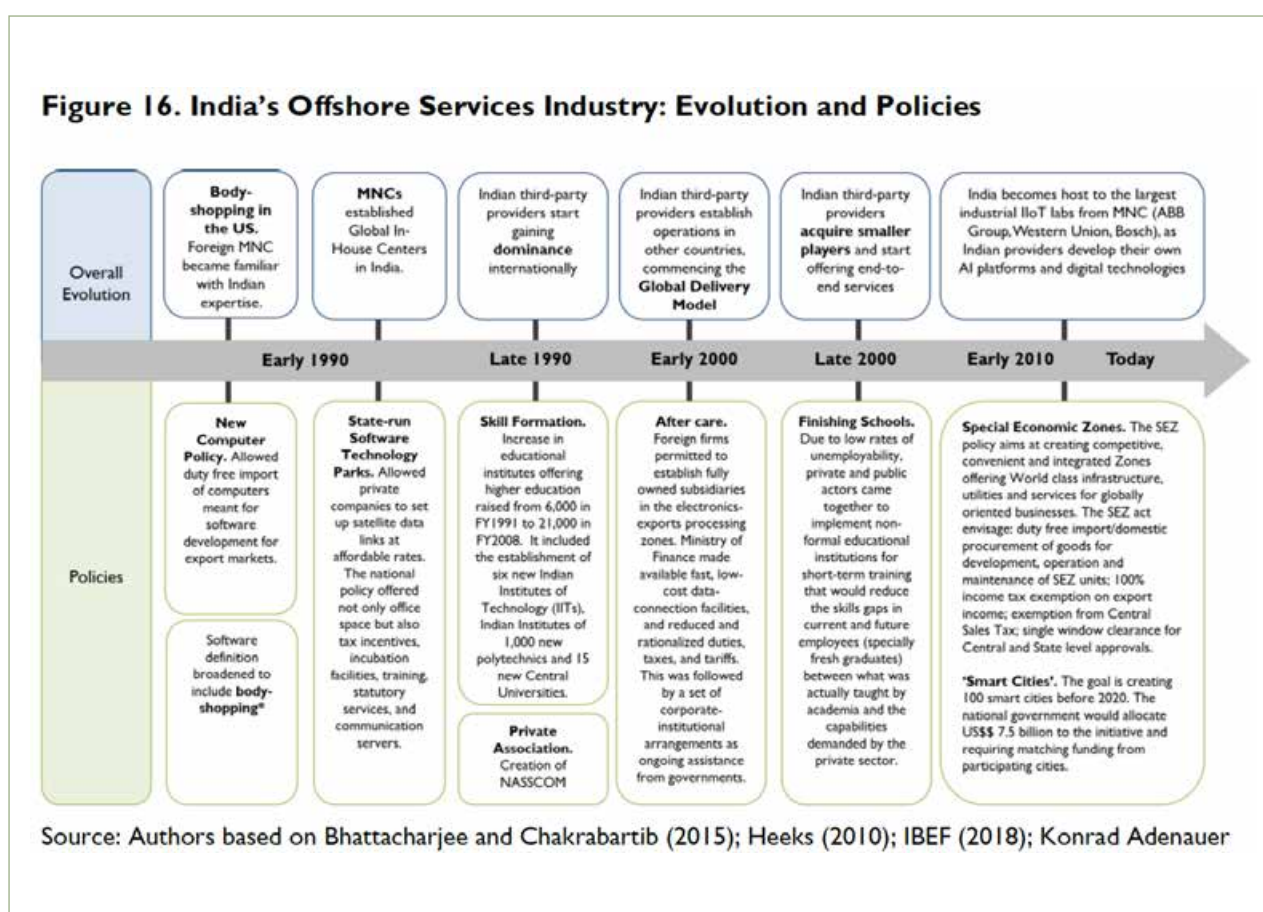 Figure 16. India's Offshore Services Industry: Evolution and Policies
Overall
Evolution
Body-
shopping in
the US.
Foreign MNC
became familiar
with Indian
expertise.
MNCs
established
Global In-
House Centers
in India.
Indian third-party
providers start
gaining
dominance
internationally
Indian third-party
providers establish
operations in
other countries,
commencing the
Global Delivery
Model
Indian third-party
providers
acquire smaller
players and start
offering end-to-
end services
India becomes host to the largest
industrial IIoT labs from MNC (ABB
Group, Western Union, Bosch), as
Indian providers develop their own
AI platforms and digital technologies
Early 1990
Late 1990
Early 2000
Late 2000
Early 2010
Today
Policies
New
Computer
Policy. Allowed
duty free import
of computers
meant for
software
development for
export markets.
Software
definition
broadened to
include body-
shopping*
State-run
Software
Technology
Parks. Allowed
private
companies to set
up satellite data
links at
affordable rates.
The national
policy offered
not only office
space but also
tax incentives,
incubation
facilities, training,
statutory
services, and
communication
servers.
Skill Formation.
Increase in
educational
institutes offering
higher education
raised from 6,000 in
FY1991 to 21,000 in
FY2008. It included
the establishment of
six new Indian
Institutes of
Technology (IITs),
Indian Institutes of
1,000 new
polytechnics and 15
new Central
Universities.
Private
Association.
Creation of
NASSCOM
After care.
Foreign firms
permitted to
establish fully
owned subsidiaries
in the electronics-
exports processing
zones. Ministry of
Finance made
available fast, low-
cost data-
connection facilities,
and reduced and
rationalized duties,
taxes, and tariffs.
This was followed
by a set of
corporate-
institutional
arrangements as
ongoing assistance
from governments.
Finishing Schools.
Due to low rates of
unemployability,
private and public
actors came
together to
implement non-
formal educational
institutions for
short-term training
that would reduce
the skills gaps in
current and future
employees (specially
fresh graduates)
between what was
actually taught by
academia and the
capabilities
demanded by the
private sector.
Special Economic Zones. The SEZ
policy aims at creating competitive,
convenient and integrated Zones
offering World class infrastructure,
utilities and services for globally
oriented businesses. The SEZ act
envisage: duty free import/domestic
procurement of goods for
development, operation and
maintenance of SEZ units; 100%
income tax exemption on export
income; exemption from Central
Sales Tax; single window clearance for
Central and State level approvals.
'Smart Cities'. The goal is creating
100 smart cities before 2020. The
national government would allocate
US$$ 7.5 billion to the initiative and
requiring matching funding from
participating cities.
Source: Authors based on Bhattacharjee and Chakrabartib (2015); Heeks (2010); IBEF (2018); Konrad Adenauer